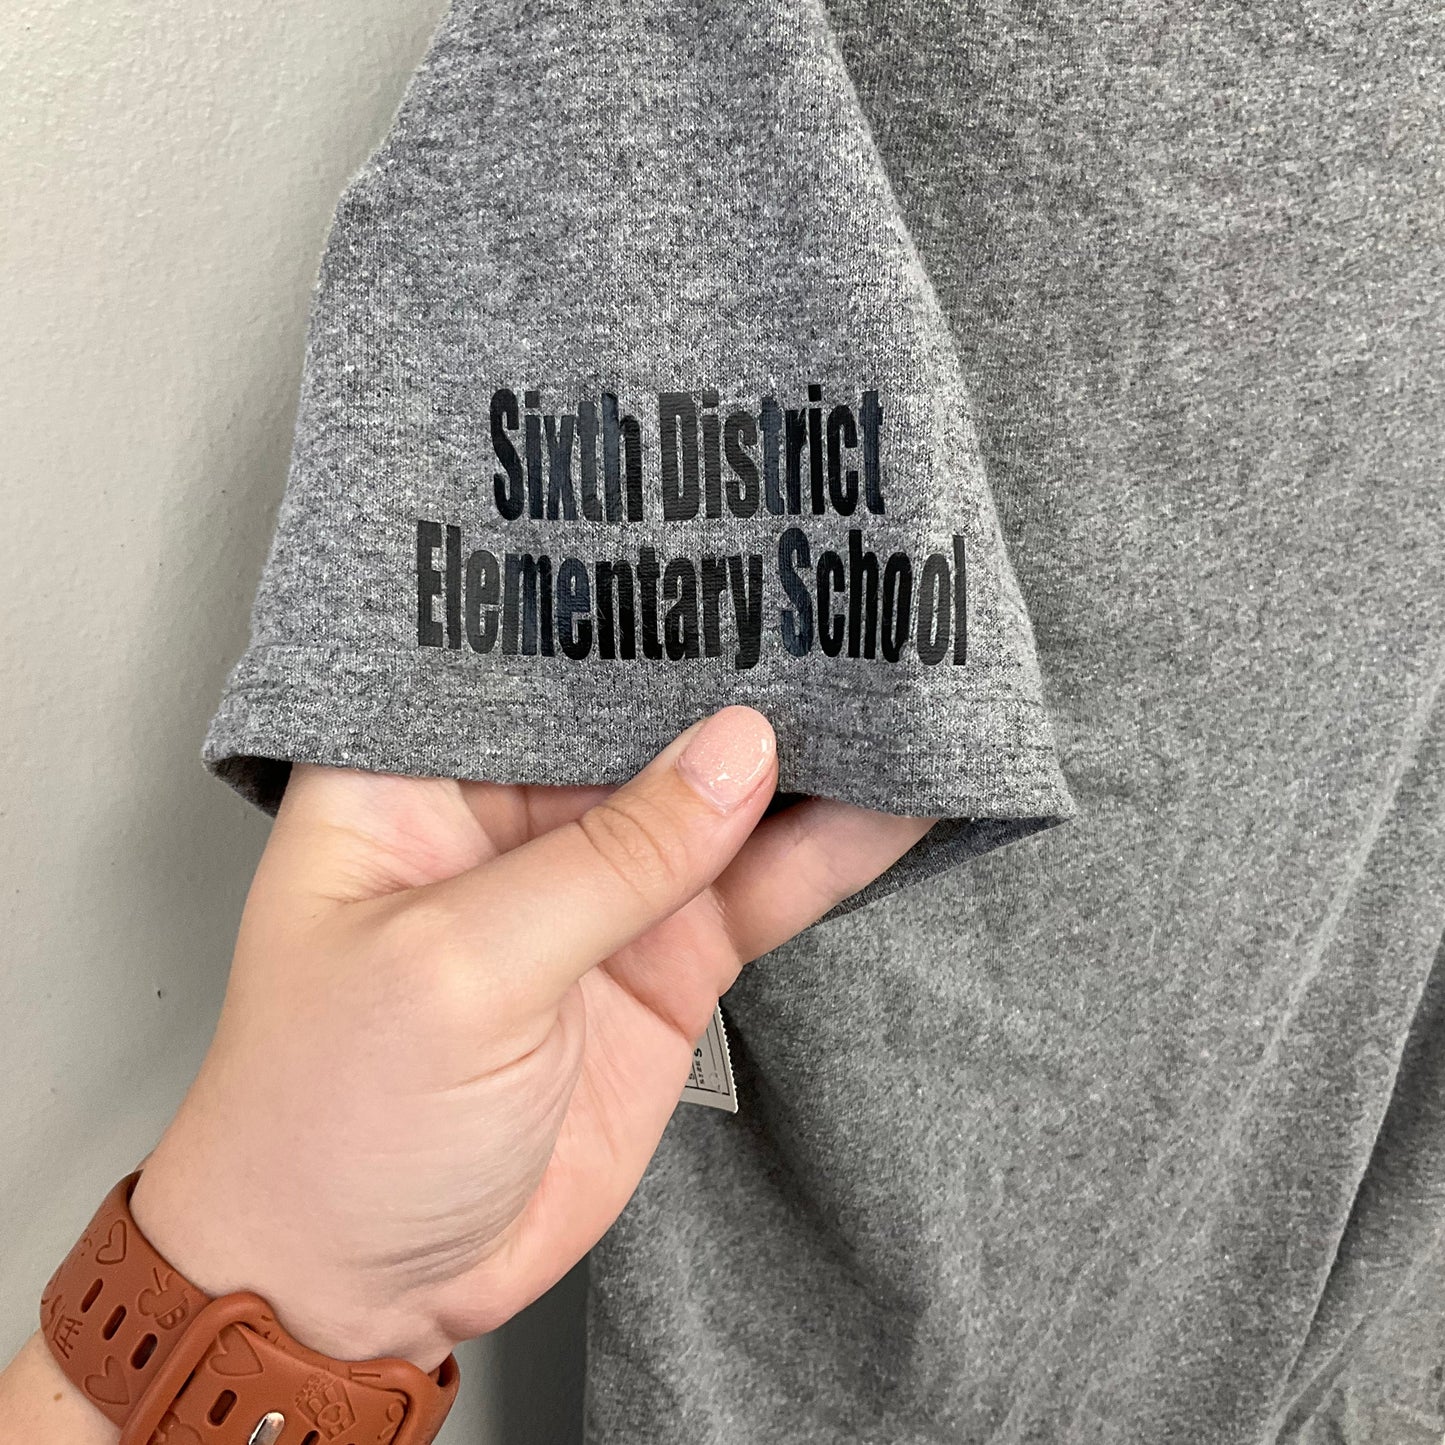 Sixth District
Elementary School